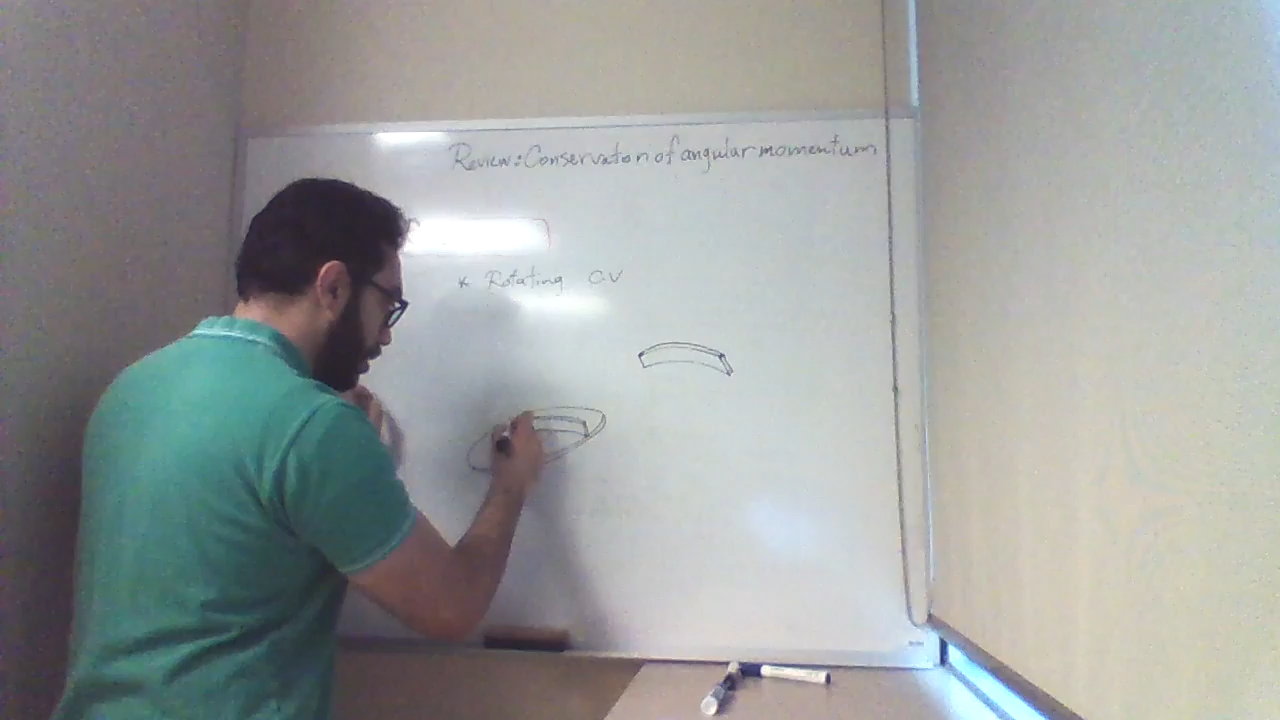 Review: Conservaton of angular momentum
* Rotating C.V